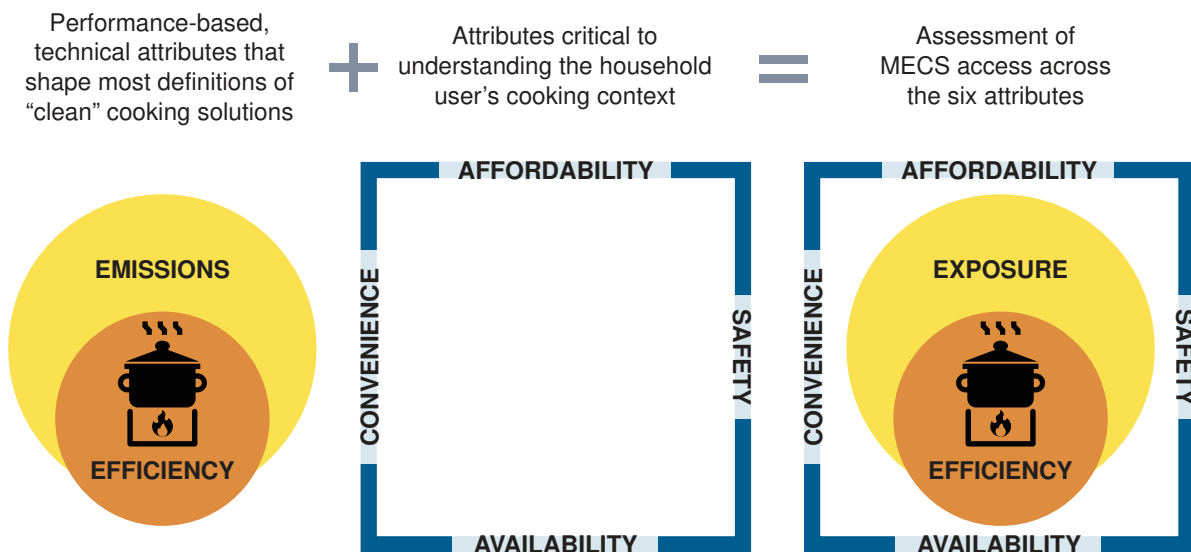 Performance-based,
technical attributes that
shape most definitions of
“clean” cooking solutions
Attributes critical to
understanding the household
user’s cooking context
Assessment of
MECS access across
the six attributes
EMISSIONS
EFFICIENCY
AFFORDABILITY
CONVENIENCE
SAFETY
AVAILABILITY
AFFORDABILITY
CONVENIENCE
EXPOSURE
EFFICIENCY
SAFETY
AVAILABILITY